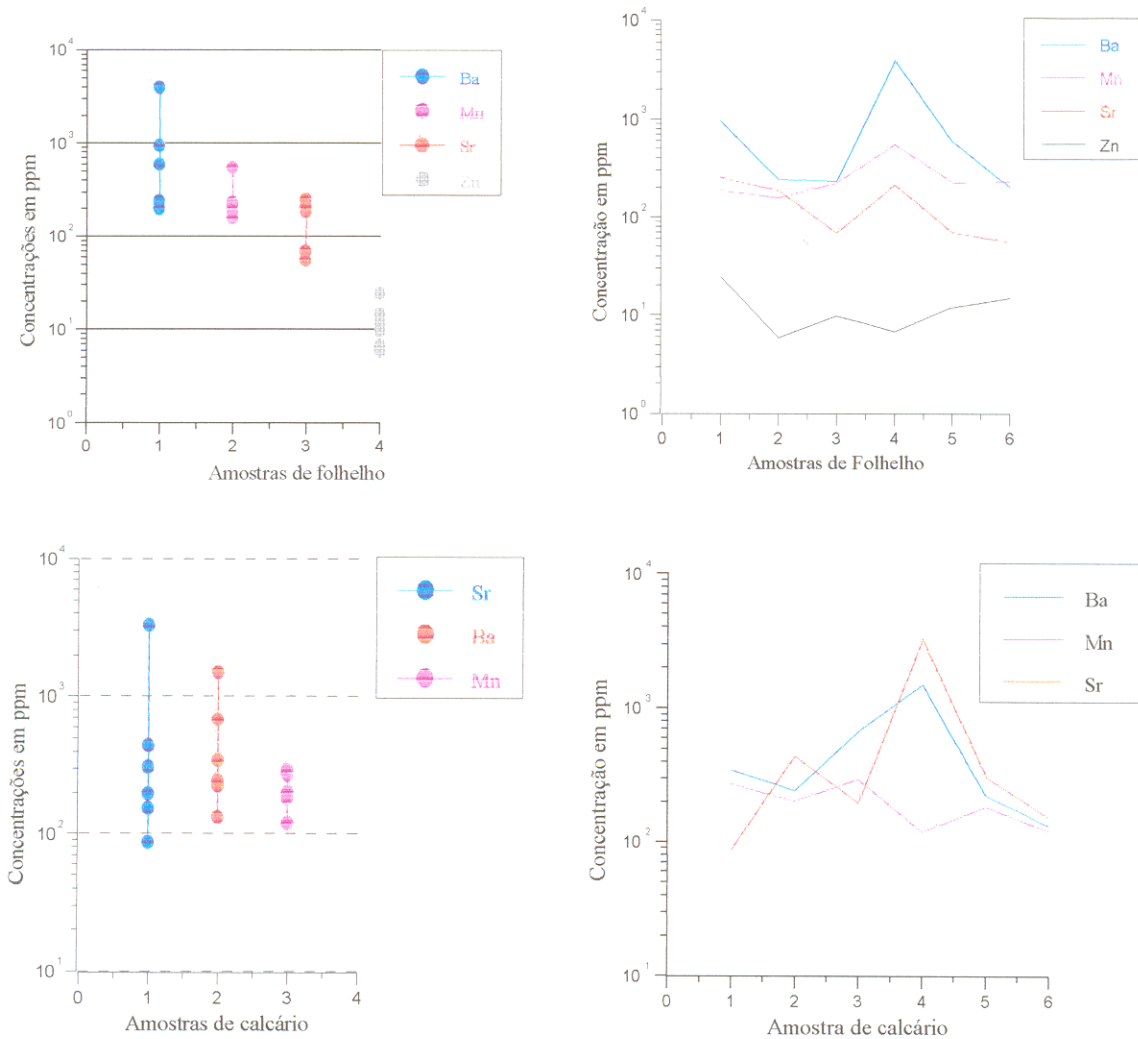 10⁴
10³
10²
10¹
10⁰
0 1 2 3 4
Concentrações em ppm
Amostras de folhelho
Ba
Mn
Sr
Zn
10⁴
10³
10²
10¹
10⁰
0 1 2 3 4 5 6
Concentração em ppm
Amostras de Folhelho
Ba
Mn
Sr
Zn
10⁴
10³
10²
10¹
0 1 2 3 4
Concentrações em ppm
Amostras de calcário
Sr
Ba
Mn
10⁴
10³
10²
10¹
0 1 2 3 4 5 6
Concentração em ppm
Amostra de calcário
Ba
Mn
Sr